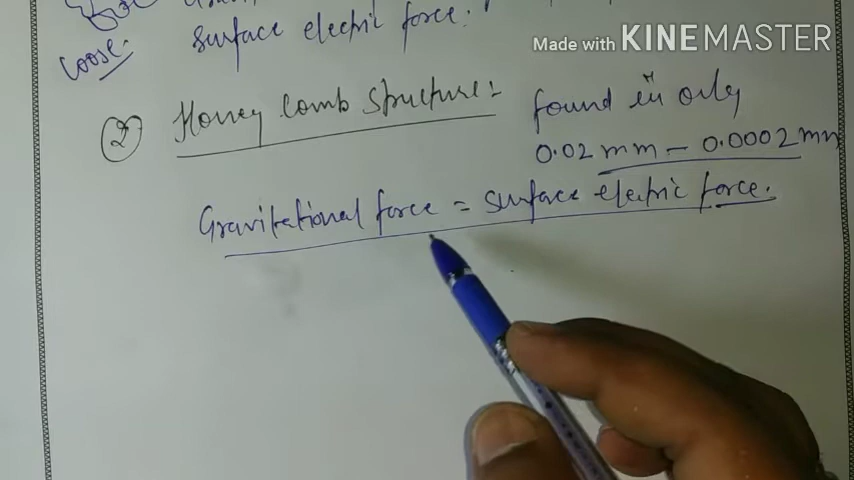 Loose:
surface electric force.
Made with KINEMASTER
② Honey comb structure:
found in only
0.02 mm - 0.0002 mm
Gravitational force = surface electric force.